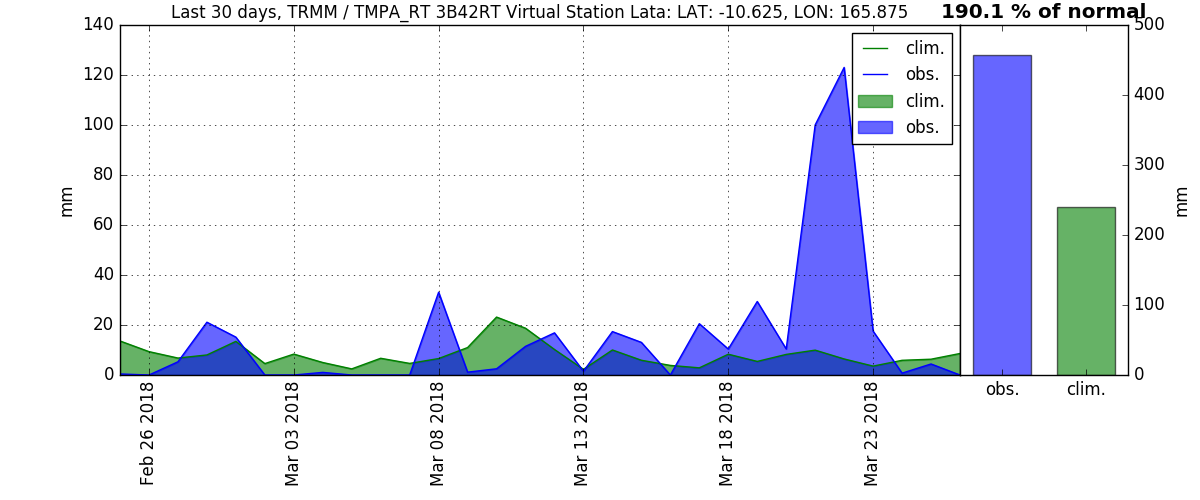 Last 30 days, TRMM / TMPA_RT 3B42RT Virtual Station Lata: LAT: -10.625, LON: 165.875
190.1 % of normal
140
120
100
80
60
40
20
0
mm
clim.
obs.
clim.
obs.
Feb 26 2018
Mar 03 2018
Mar 08 2018
Mar 13 2018
Mar 18 2018
Mar 23 2018
500
400
300
200
100
0
mm
obs.
clim.